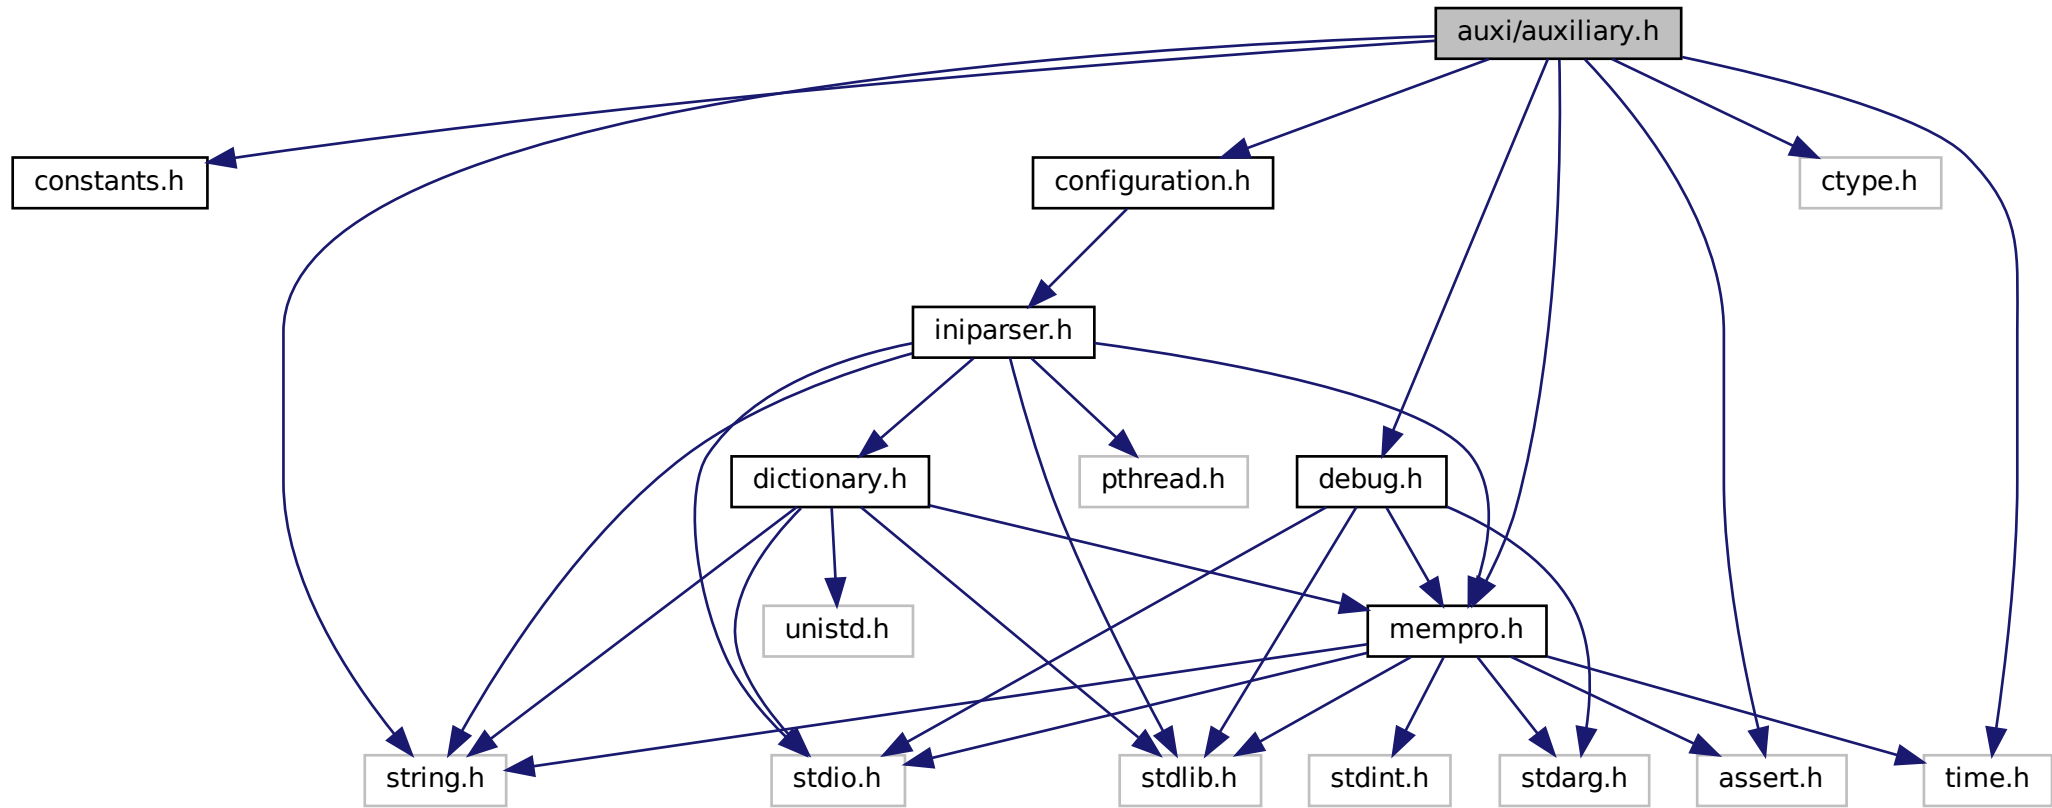 auxi/auxiliary.h
constants.h
configuration.h
ctype.h
iniparser.h
dictionary.h
pthread.h
debug.h
unistd.h
mempro.h
string.h
stdio.h
stdlib.h
stdint.h
stdarg.h
assert.h
time.h